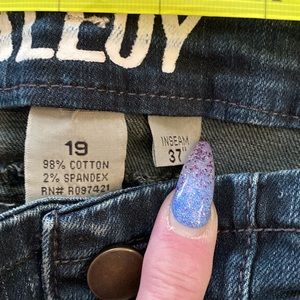 19
98% COTTON
2% SPANDEX
RN# R097421
INSEAM
37"